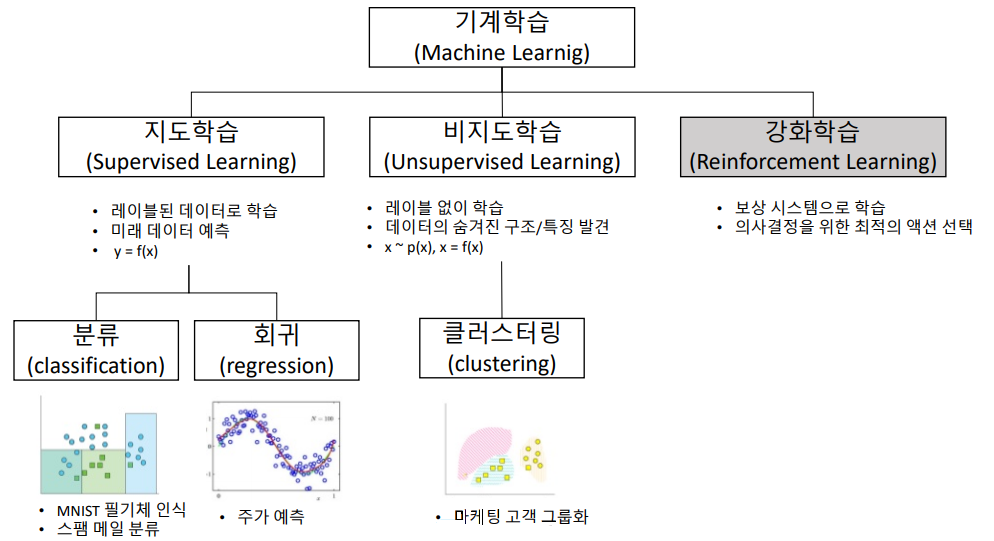 기계학습
(Machine Learnig)
지도학습
(Supervised Learning)
비지도학습
(Unsupervised Learning)
강화학습
(Reinforcement Learning)
• 레이블된 데이터로 학습
• 미래 데이터 예측
• y = f(x)
• 레이블 없이 학습
• 데이터의 숨겨진 구조/특징 발견
• x ~ p(x), x = f(x)
• 보상 시스템으로 학습
• 의사결정을 위한 최적의 액션 선택
분류
(classification)
회귀
(regression)
클러스터링
(clustering)
N = 100
1
0
-1
0
x
1
• MNIST 필기체 인식
• 스팸 메일 분류
• 주가 예측
• 마케팅 고객 그룹화